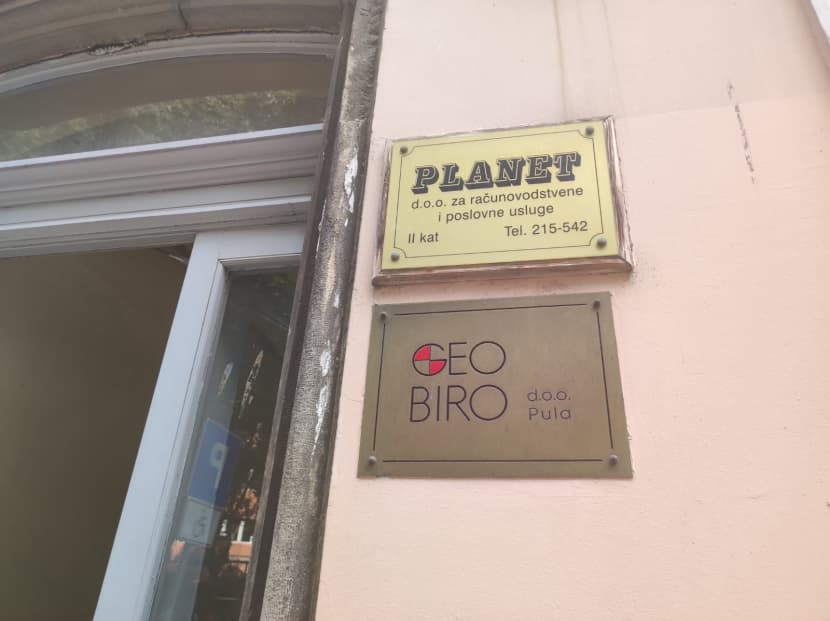 PLANET
d.o.o. za računovodstvene
i poslovne usluge
II kat Tel. 215-542
GEO
BIRO d.o.o.
Pula
P